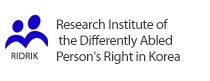 Research Institute of
the Differently Abled
Person's Right in Korea
RIDRIK